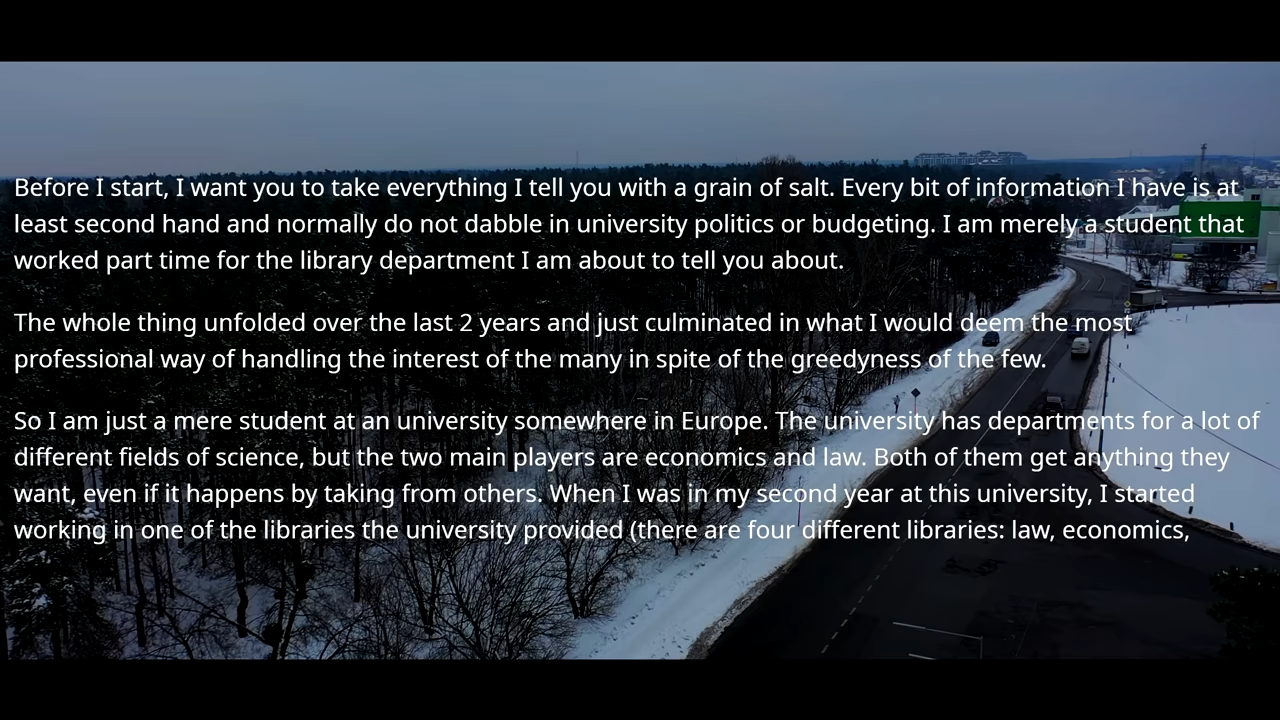 Before I start, I want you to take everything I tell you with a grain of salt. Every bit of information I have is at
least second hand and normally do not dabble in university politics or budgeting. I am merely a student that
worked part time for the library department I am about to tell you about.
The whole thing unfolded over the last 2 years and just culminated in what I would deem the most
professional way of handling the interest of the many in spite of the greedyness of the few.
So I am just a mere student at an university somewhere in Europe. The university has departments for a lot of
different fields of science, but the two main players are economics and law. Both of them get anything they
want, even if it happens by taking from others. When I was in my second year at this university, I started
working in one of the libraries the university provided (there are four different libraries: law, economics,